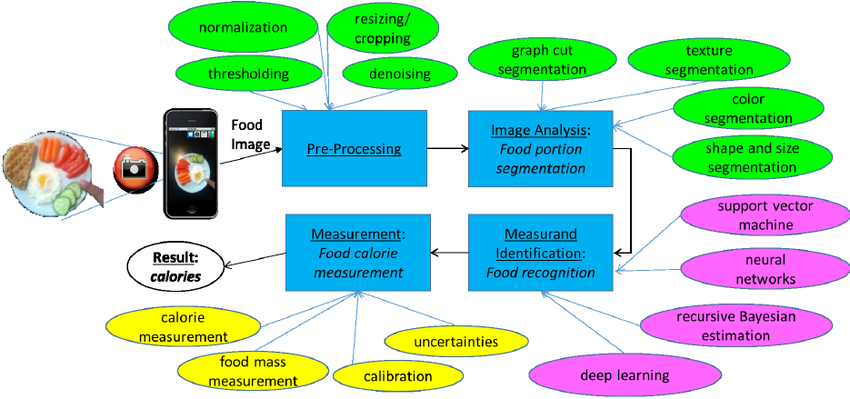 normalization
resizing/
cropping
thresholding
denoising
graph cut
segmentation
texture
segmentation
color
segmentation
shape and size
segmentation
Food
Image
Pre-Processing
Image Analysis:
Food portion
segmentation
Measurement:
Food calorie
measurement
Measurand
Identification:
Food recognition
support vector
machine
neural
networks
recursive Bayesian
estimation
deep learning
Result:
calories
calorie
measurement
food mass
measurement
calibration
uncertainties